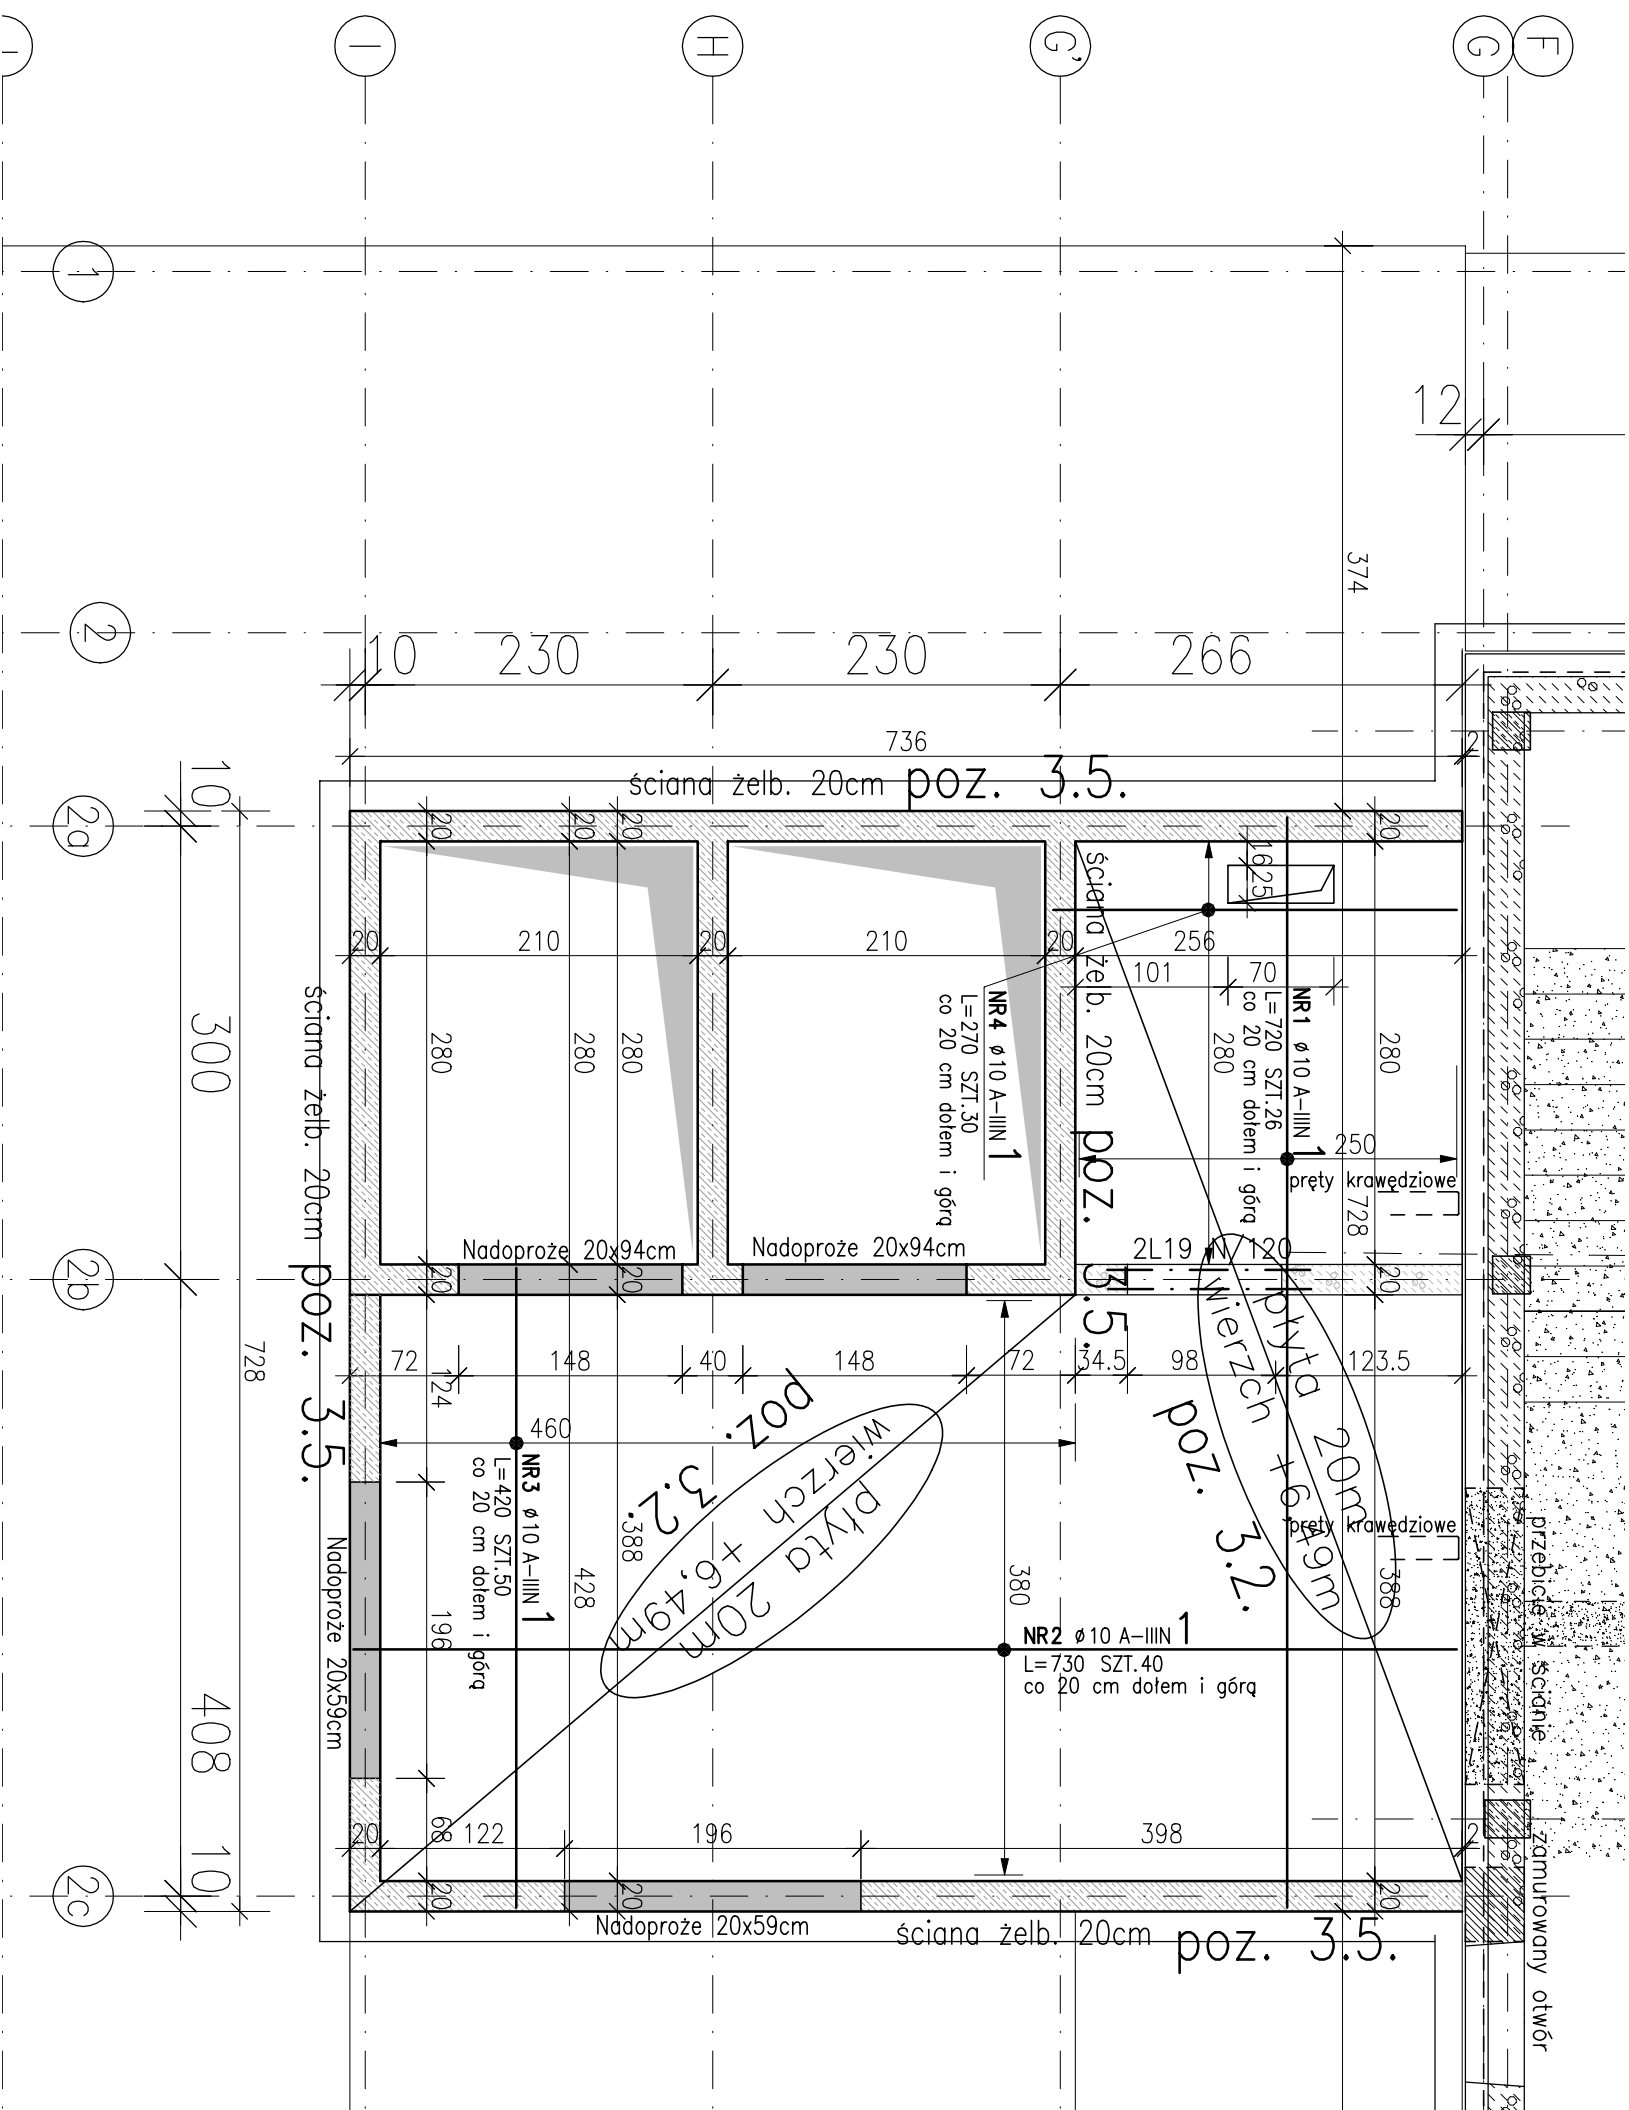 I
H
G'
G
F
1
12
374
2
10
230
230
266
736
2
ściana żelb. 20cm poz. 3.5.
10
2a
20
20
20
20
16
25
20
210
20
210
20
256
101
70
ściana żelb. 20cm poz. 3.5.
NR4 ø10 A-IIIN 1
L=270 SZT.30
co 20 cm dołem i górą
NR1 ø10 A-IIIN 1
L=720 SZT.26
co 20 cm dołem i górą
280
280
280
280
280
300
ściana żelb. 20cm poz. 3.5.
250
pręty krawędziowe
728
Nadoproże 20x94cm
Nadoproże 20x94cm
2L19 N/120
2b
20
20
20
płyta 20m
wierzch +6,49m
poz. 3.2.
728
72
148
40
148
72
34.5
98
123.5
124
460
NR3 ø10 A-IIIN 1
L=420 SZT.50
co 20 cm dołem i górą
poz. 3.2.
płyta 20m
wierzch +6,49m
388
428
380
388
pręty krawędziowe
przebicie w ścianie
Nadoproże 20x59cm
196
NR2 ø10 A-IIIN 1
L=730 SZT.40
co 20 cm dołem i górą
408
20
68
122
196
398
2
10
2c
20
20
20
Nadoproże 20x59cm
ściana żelb. 20cm poz. 3.5.
zamurowany otwór